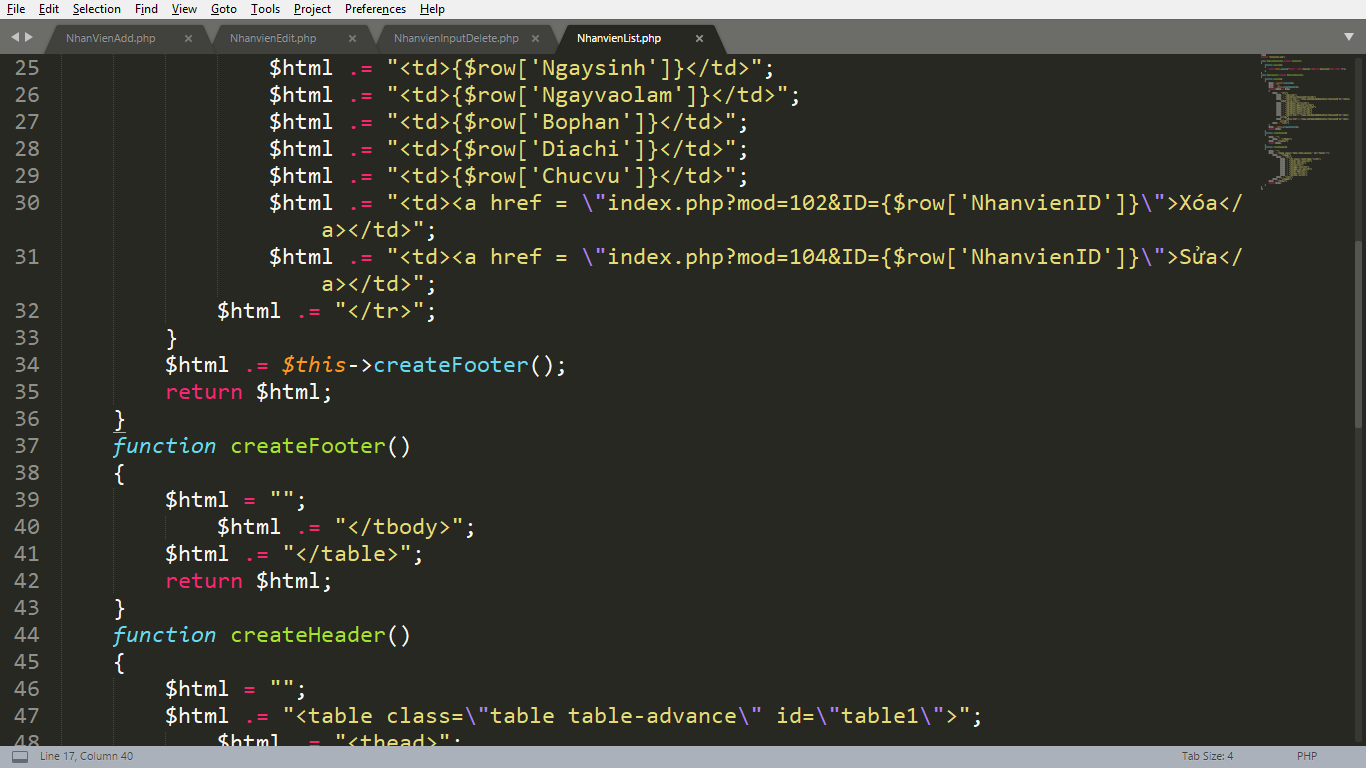 File Edit Selection Find View Goto Tools Project Preferences Help
NhanVienAdd.php × NhanvienEdit.php × NhanvienInputDelete.php × NhanvienList.php ×
25 $html .= "<td>{$row['Ngaysinh']}</td>";
26 $html .= "<td>{$row['Ngayvaolam']}</td>";
27 $html .= "<td>{$row['Bophan']}</td>";
28 $html .= "<td>{$row['Diachi']}</td>";
29 $html .= "<td>{$row['Chucvu']}</td>";
30 $html .= "<td><a href = \"index.php?mod=102&ID={$row['NhanvienID']}\">Xóa</
a></td>";
31 $html .= "<td><a href = \"index.php?mod=104&ID={$row['NhanvienID']}\">Sửa</
a></td>";
32 $html .= "</tr>";
33 }
34 $html .= $this->createFooter();
35 return $html;
36 }
37 function createFooter()
38 {
39 $html = "";
40 $html .= "</tbody>";
41 $html .= "</table>";
42 return $html;
43 }
44 function createHeader()
45 {
46 $html = "";
47 $html .= "<table class=\"table table-advance\" id=\"table1\">";
48 $html .= "<thead>";
Line 17, Column 40 Tab Size: 4 PHP